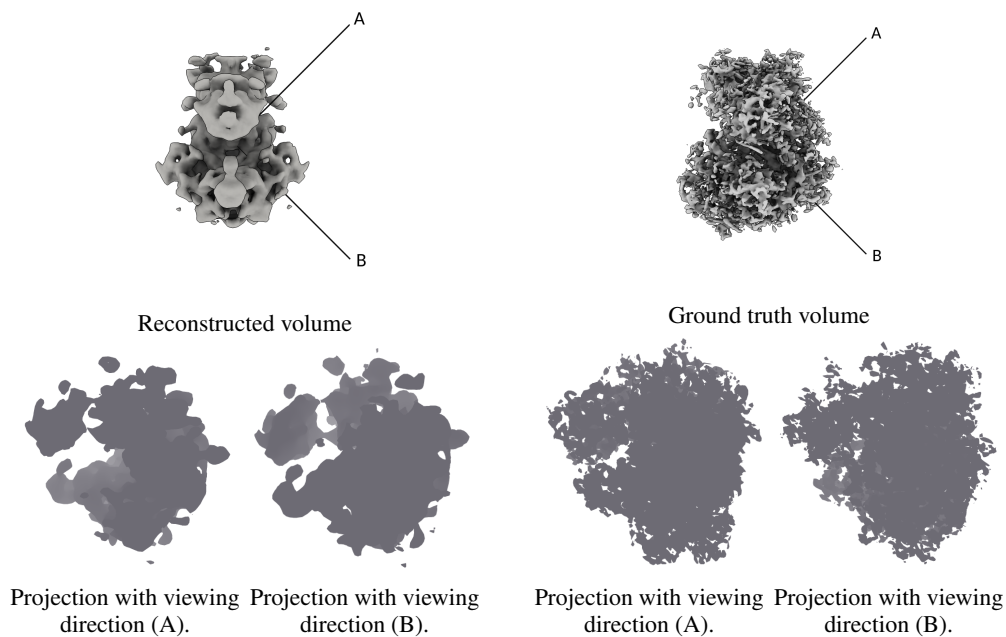 A
B
A
B
Reconstructed volume
Ground truth volume
Projection with viewing
direction (A).
Projection with viewing
direction (B).
Projection with viewing
direction (A).
Projection with viewing
direction (B).